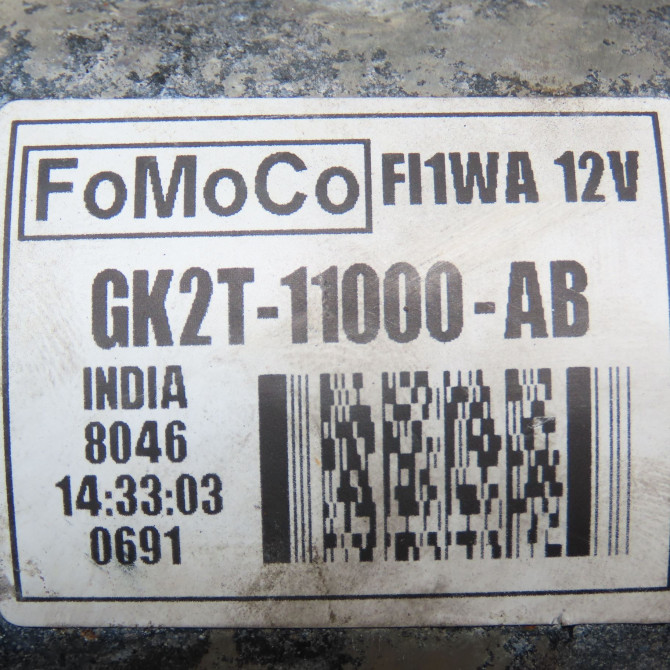 FoMoCo FI1WA 12V
GK2T-11000-AB
INDIA
8046
14:33:03
0691